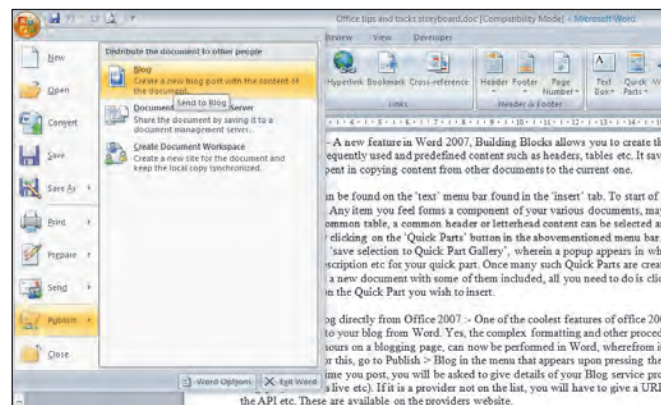 Office tips and tricks storyboard.doc [Compatibility Mode] - Microsoft Word
Review View Developer
New
Open
Convert
Save
Save As
Print
Prepare
Send
Publish
Close
Distribute the document to other people
Blog
Create a new blog post with the content of
the document.
Send to Blog
Document
Server
Share the document by saving it to a
document management server.
Create Document Workspace
Create a new site for the document and
keep the local copy synchronized.
Word Options
Exit Word
Hyperlink Bookmark Cross-reference
Links
Header Footer Page
Number
Header & Footer
Text
Box
Quick
Parts
- A new feature in Word 2007, Building Blocks allows you to create th
equently used and predefined content such as headers, tables etc. It sav
pent in copying content from other documents to the current one.
n be found on the 'text' menu bar found in the 'insert' tab. To start of
Any item you feel forms a component of your various documents, ma
ommon table, a common header or letterhead content can be selected a
clicking on the 'Quick Parts' button in the abovementioned menu bar
'save selection to Quick Part Gallery', wherein a popup appears in wh
scription etc for your quick part. Once many such Quick Parts are crea
a new document with some of them included, all you need to do is clic
n the Quick Part you wish to insert.
og directly from Office 2007 :- One of the coolest features of office 200
to your blog from Word. Yes, the complex formatting and other proced
hours on a blogging page, can now be performed in Word, wherefrom i
or this, go to Publish > Blog in the menu that appears upon pressing the
ime you post, you will be asked to give details of your Blog service pro
s live etc). If it is a provider not on the list, you will have to give a URI
the API etc. These are available on the providers website.